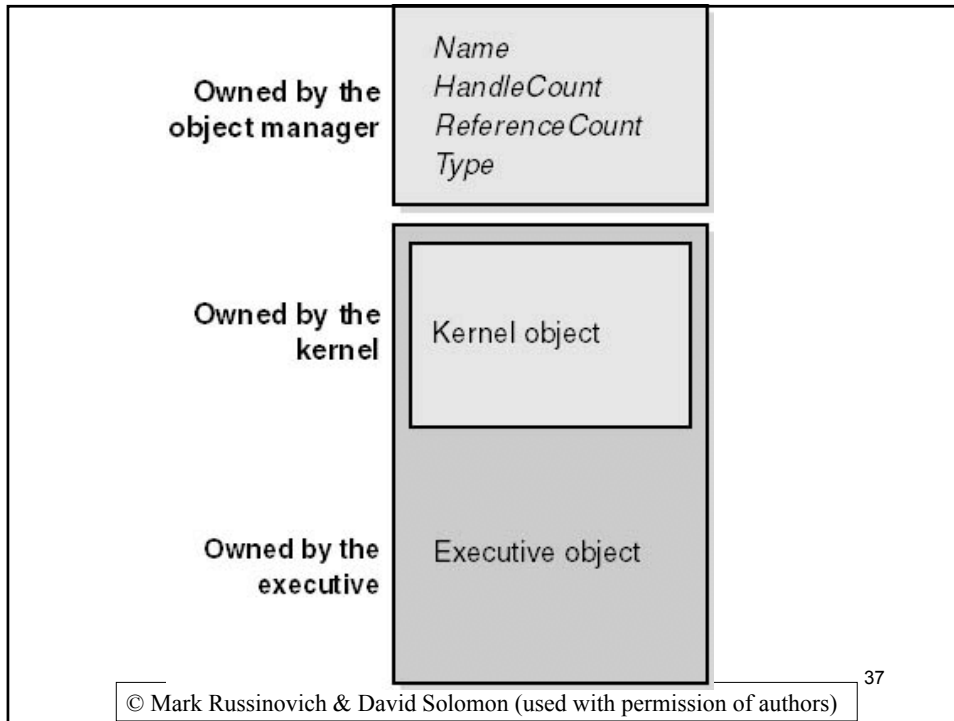 Owned by the
object manager
Name
HandleCount
ReferenceCount
Type
Owned by the
kernel
Kernel object
Owned by the
executive
Executive object
37
© Mark Russinovich & David Solomon (used with permission of authors)